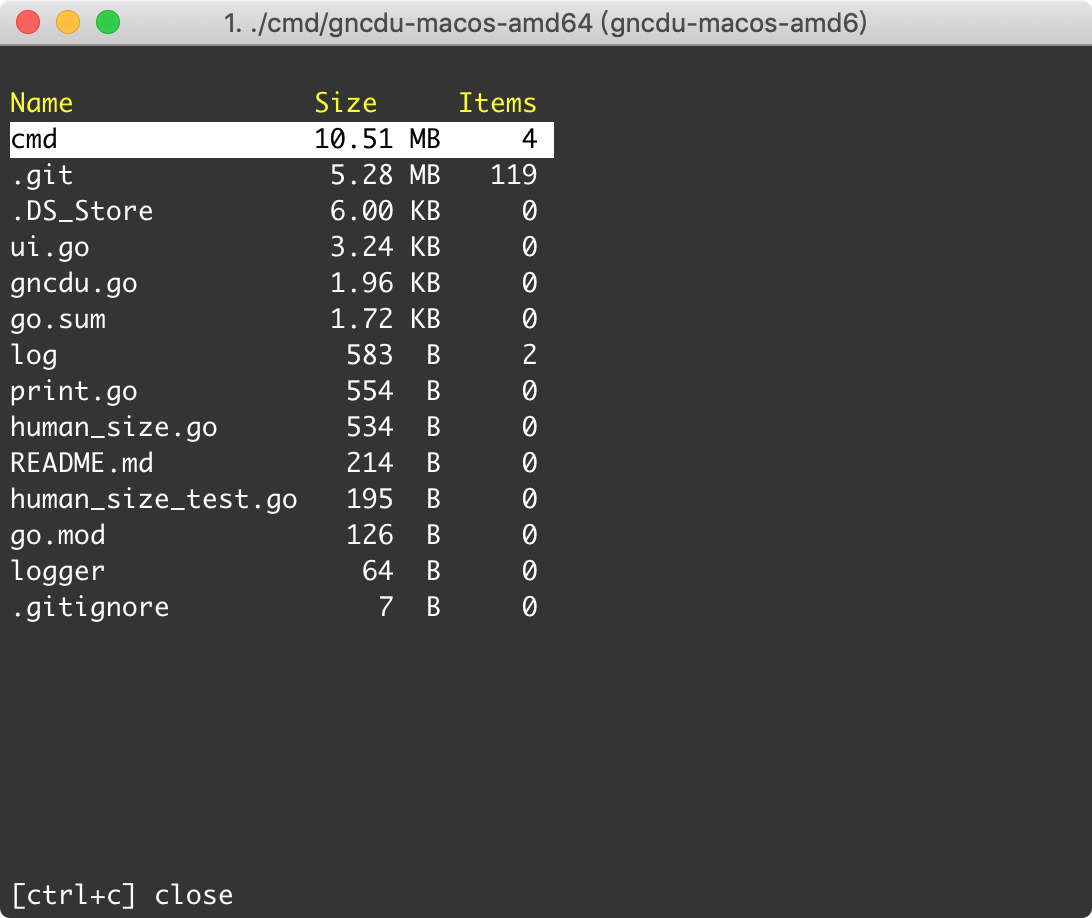 1. ./cmd/gncdu-macos-amd64 (gncdu-macos-amd6)
Name Size Items
cmd 10.51 MB 4
.git 5.28 MB 119
.DS_Store 6.00 KB 0
ui.go 3.24 KB 0
gncdu.go 1.96 KB 0
go.sum 1.72 KB 0
log 583 B 2
print.go 554 B 0
human_size.go 534 B 0
README.md 214 B 0
human_size_test.go 195 B 0
go.mod 126 B 0
logger 64 B 0
.gitignore 7 B 0
[ctrl+c] close